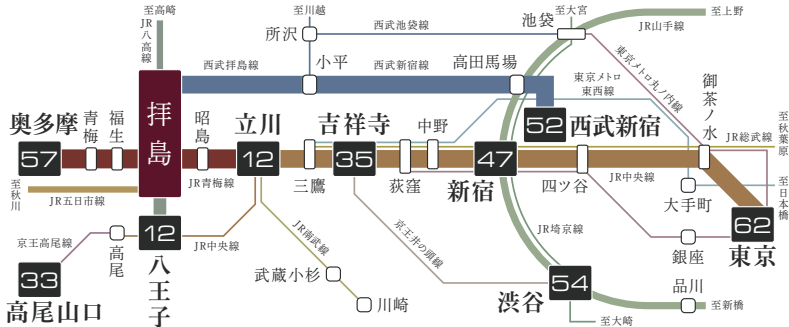 至高崎
至川越
至大宮
至上野
JR八高線
所沢
西武池袋線
池袋
JR山手線
西武拝島線
小平
西武新宿線
高田馬場
東京メトロ丸ノ内線
東京メトロ
東西線
御茶ノ水
拝島
奥多摩
57
青梅
福生
昭島
立川
12
三鷹
吉祥寺
35
荻窪
中野
新宿
47
52
西武新宿
四ツ谷
JR総武線
至秋葉原
JR青梅線
JR中央線
至秋川
JR五日市線
大手町
至日本橋
12
八王子
JR中央線
京王高尾線
高尾
33
高尾山口
JR南武線
武蔵小杉
川崎
京王井の頭線
JR埼京線
54
渋谷
銀座
62
東京
品川
至新橋
至大崎